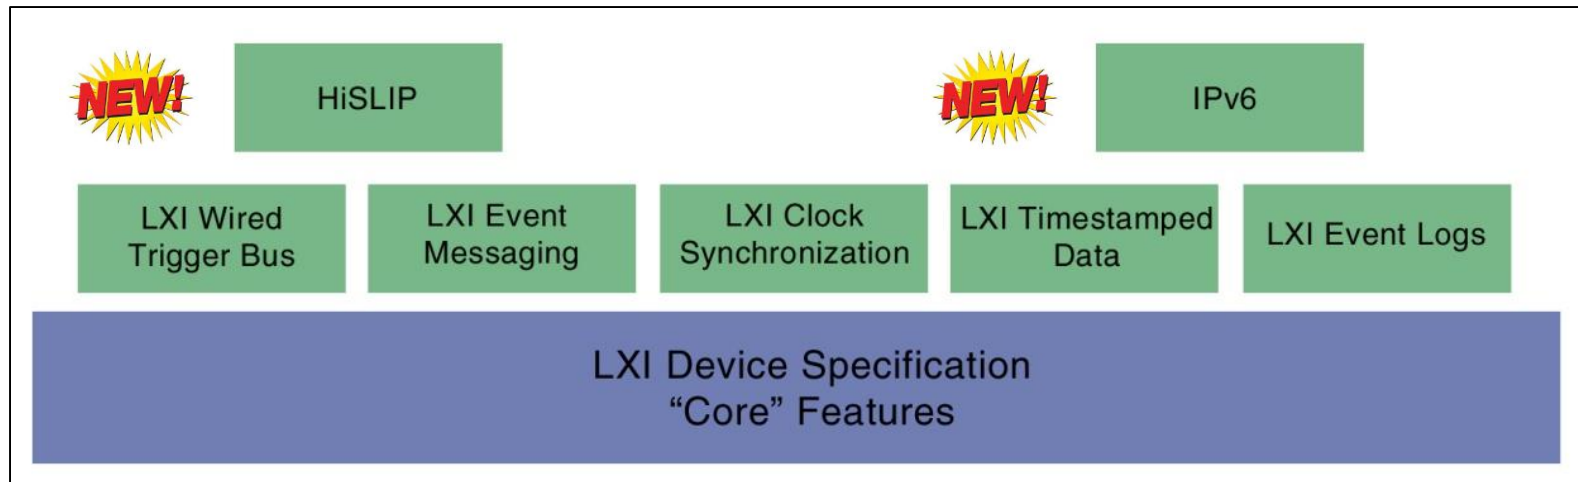 NEW!
HiSLIP
NEW!
IPv6
LXI Wired
Trigger Bus
LXI Event
Messaging
LXI Clock
Synchronization
LXI Timestamped
Data
LXI Event Logs
LXI Device Specification
“Core” Features